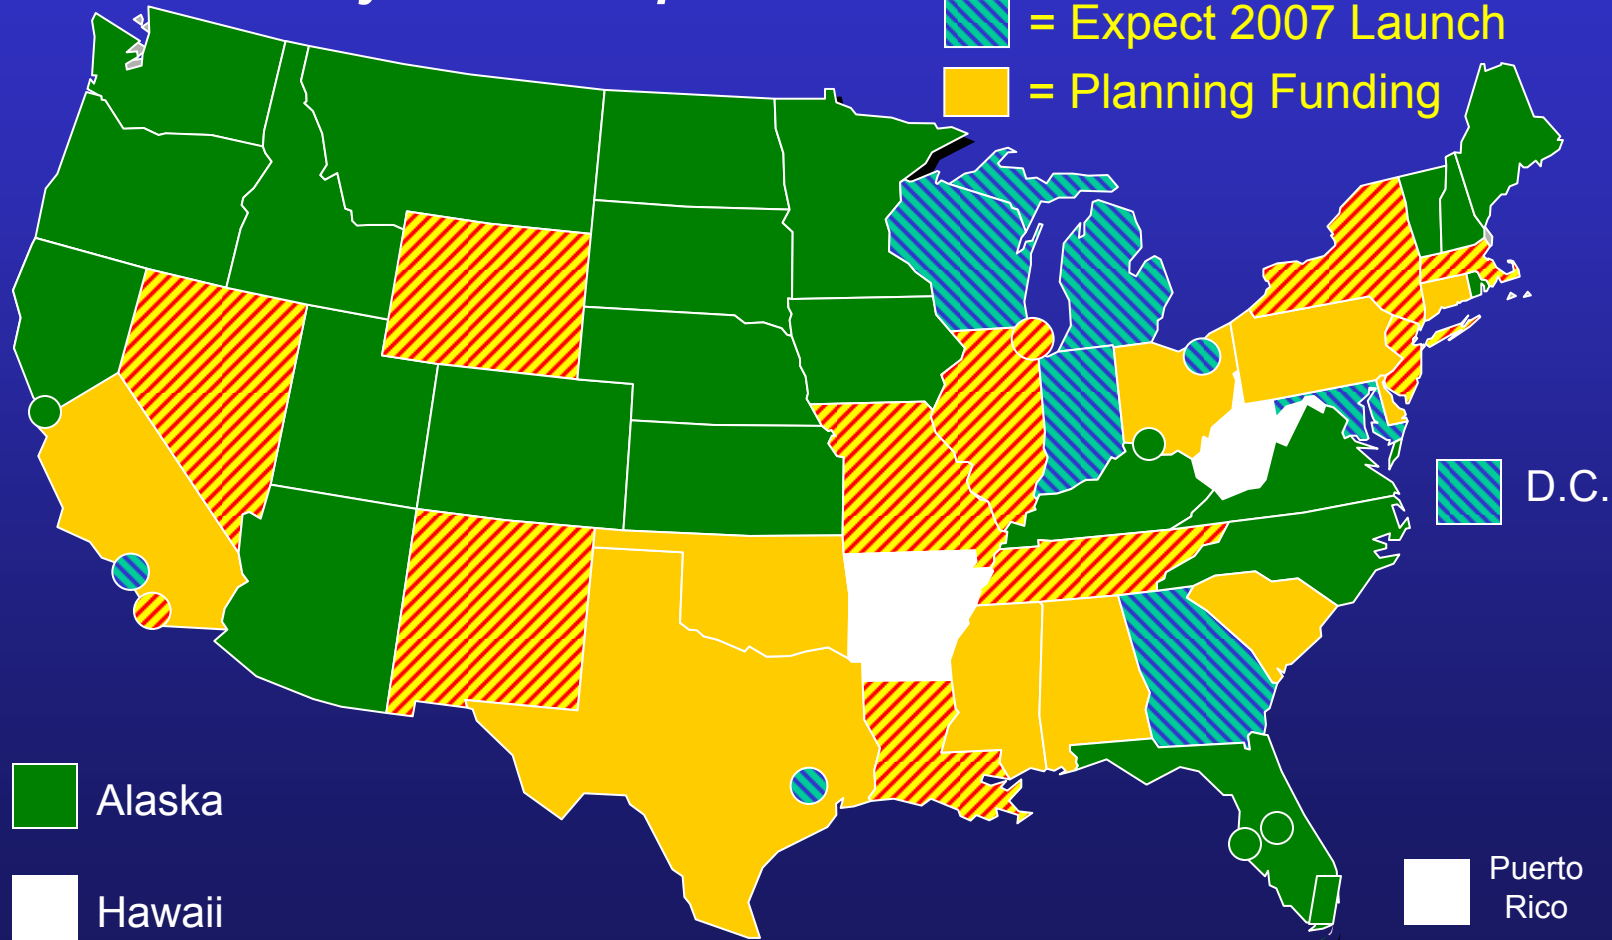 = Expect 2007 Launch
= Planning Funding
D.C.
Alaska
Hawaii
Puerto
Rico